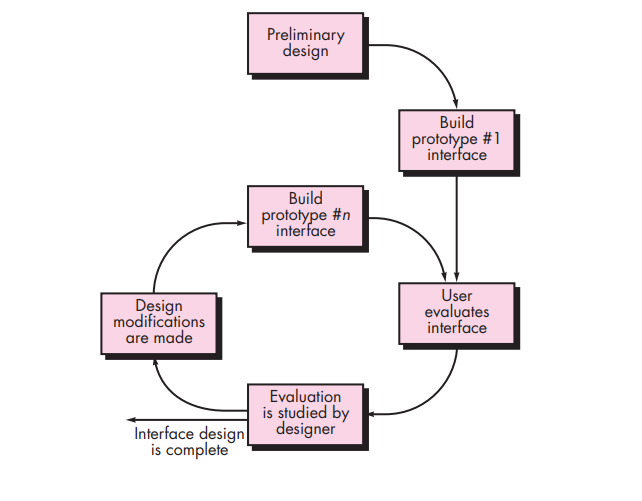 Preliminary
design
Build
prototype #1
interface
Build
prototype #n
interface
User
evaluates
interface
Design
modifications
are made
Evaluation
is studied by
designer
Interface design
is complete